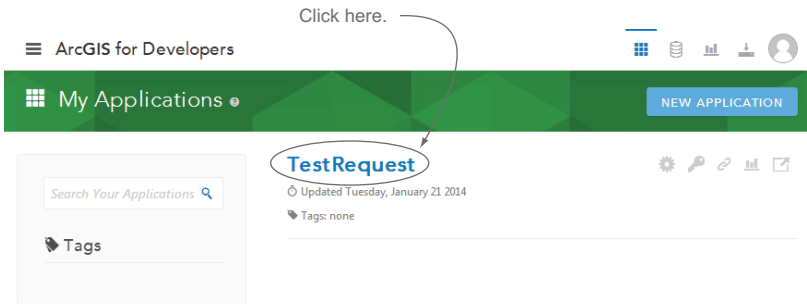 Click here.
ArcGIS for Developers
My Applications ?
NEW APPLICATION
TestRequest
Updated Tuesday, January 21 2014
Tags: none
Search Your Applications
Tags